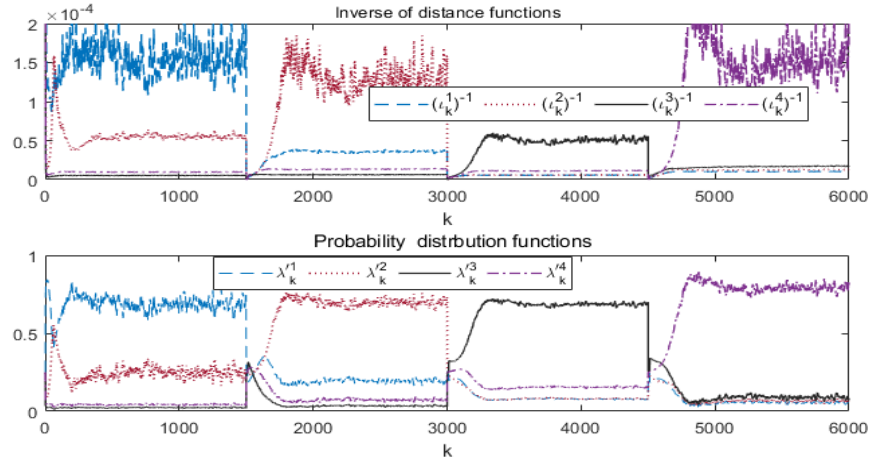 ×10⁻⁴
Inverse of distance functions
2
1.5
1
0.5
0
(ι¹ₖ)⁻¹ (ι²ₖ)⁻¹ (ι³ₖ)⁻¹ (ι⁴ₖ)⁻¹
0 1000 2000 3000 4000 5000 6000
k
Probability distrbution functions
1
0.5
0
λ'¹ₖ λ'²ₖ λ'³ₖ λ'⁴ₖ
0 1000 2000 3000 4000 5000 6000
k